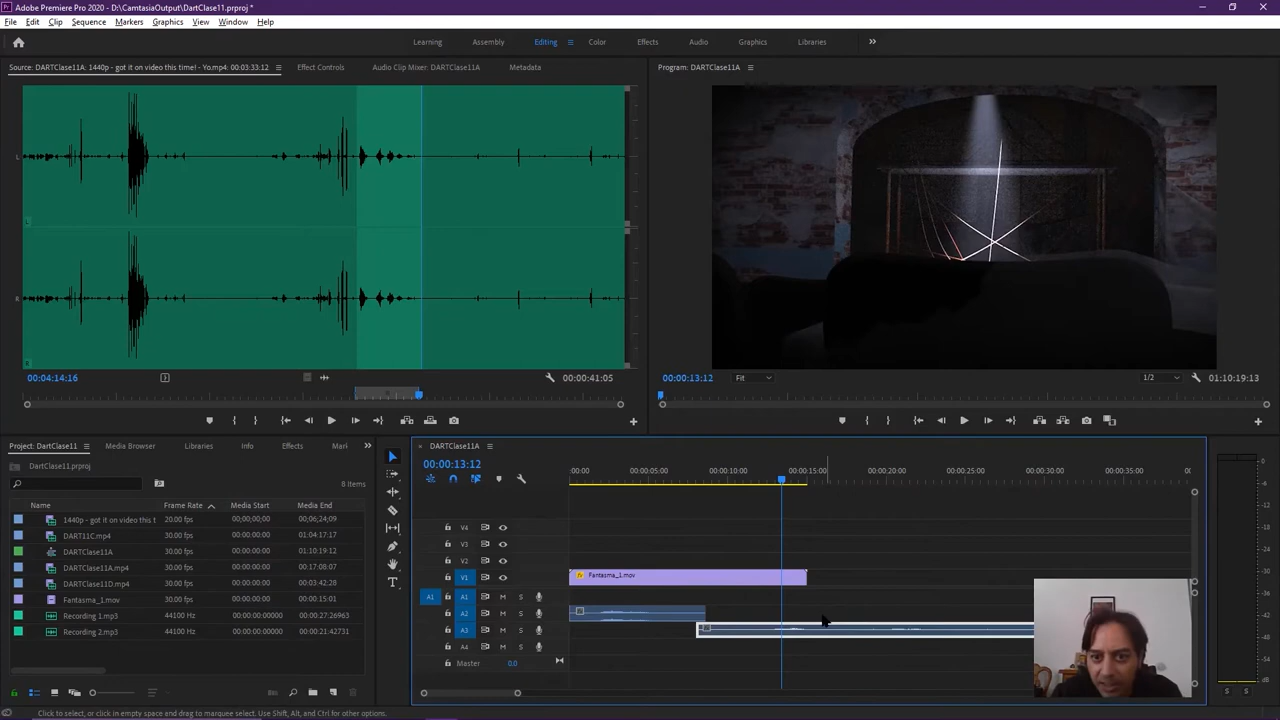 Adobe Premiere Pro 2020 - D:\CamtasiaOutput\DartClase11.prproj *
File Edit Clip Sequence Markers Graphics View Window Help
Learning Assembly Editing Color Effects Audio Graphics Libraries
Source: DARTClase11A: 1440p - got it on video this time! - Yo.mp4: 00:03:33:12 Effect Controls Audio Clip Mixer: DARTClase11A Metadata
Program: DARTClase11A
L
R
00:04:14:16 00:00:41:05
00:00:13:12 Fit 1/2 01:10:19:13
Project: DartClase11 Media Browser Libraries Info Effects
DartClase11.prproj
8 Items
Name Frame Rate Media Start Media End
1440p - got it on video this t 20.00 fps 00;00;00;00 00;06;24;09
DART11C.mp4 30.00 fps 00:00:00:00 01:04:17:17
DARTClase11A 30.00 fps 00:00:00:00 01:10:19:12
DARTClase11A.mp4 30.00 fps 00:00:00:00 00:17:08:07
DARTClase11D.mp4 30.00 fps 00:00:00:00 00:03:42:28
Fantasma_1.mov 30.00 fps 00:00:00:00
Recording 1.mp3 44100 Hz 00:00:00:00000 00:00:27:26963
Recording 2.mp3 44100 Hz 00:00:00:00000 00:00:21:42731
DARTClase11A
00:00:13:12
:00:00 00:00:05:00 00:00:10:00 00:00:15:00 00:00:20:00 00:00:25:00 00:00:30:00 00:00:35:00
V4
V3
V2
V1 Fantasma_1.mov
A1 A1 M S
A2 M S
A3 M S
A4 M S
Master 0.0
S S
Click to select, or click in empty space and drag to marquee select. Use Shift, Alt, and Ctrl for other options.